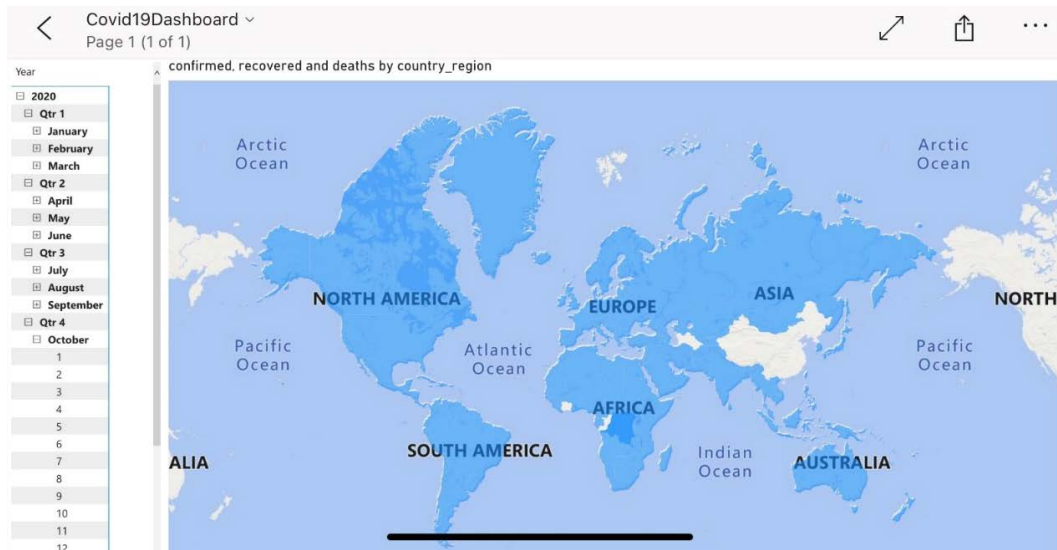 Covid19Dashboard
Page 1 (1 of 1)
Year
2020
Qtr 1
January
February
March
Qtr 2
April
May
June
Qtr 3
July
August
September
Qtr 4
October
1
2
3
4
5
6
7
8
9
10
11
12
confirmed, recovered and deaths by country_region
Arctic
Ocean
Arctic
Ocean
NORTH AMERICA
EUROPE
ASIA
NORTH
Pacific
Ocean
Atlantic
Ocean
Pacific
Ocean
AFRICA
ALIA
SOUTH AMERICA
Indian
Ocean
AUSTRALIA